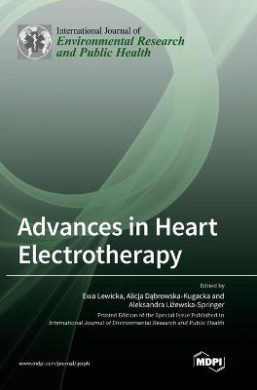 International Journal of
Environmental Research
and Public Health
Advances in Heart
Electrotherapy
Edited by
Ewa Lewicka, Alicja Dąbrowska-Kugacka and
Aleksandra Liżewska-Springer
Printed Edition of the Special Issue Published in
International Journal of Environmental Research and Public Health
www.mdpi.com/journal/ijerph
MDPI